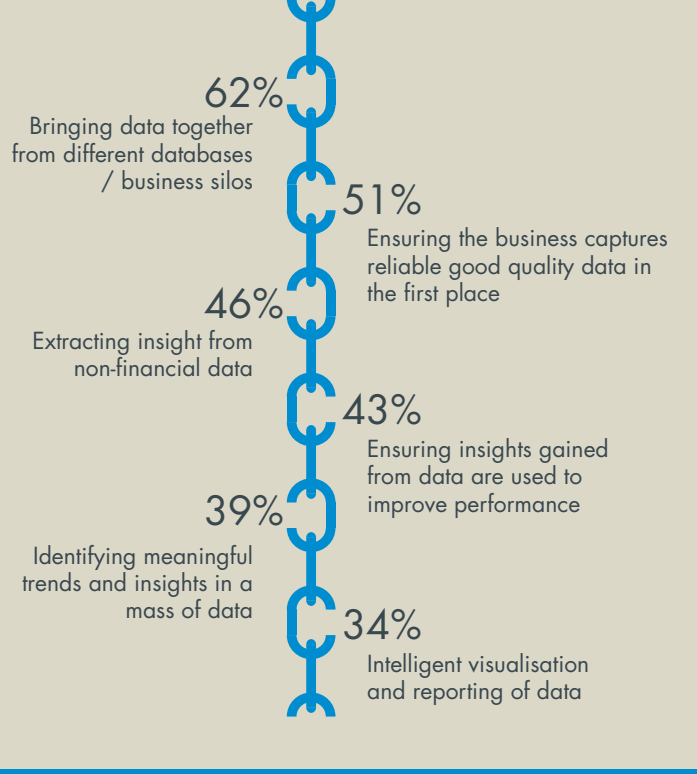 62%
Bringing data together
from different databases
/ business silos
51%
Ensuring the business captures
reliable good quality data in
the first place
46%
Extracting insight from
non-financial data
43%
Ensuring insights gained
from data are used to
improve performance
39%
Identifying meaningful
trends and insights in a
mass of data
34%
Intelligent visualisation
and reporting of data